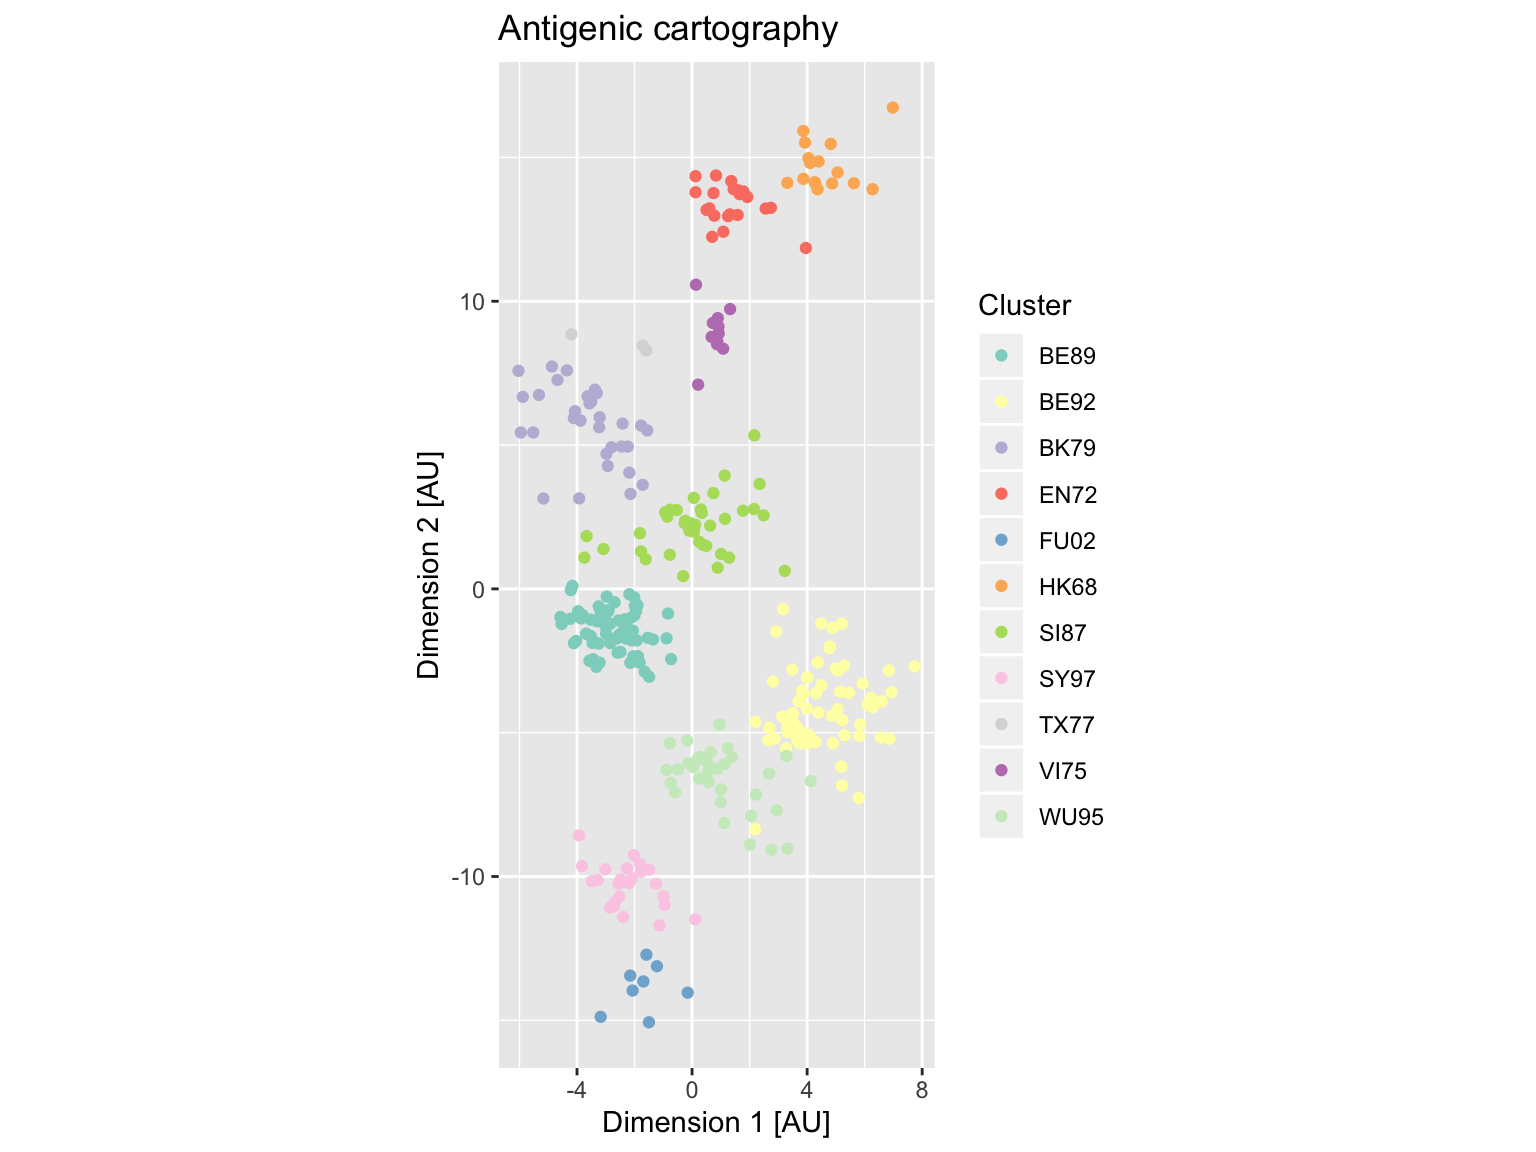 Antigenic cartography
Dimension 2 [AU]
10
0
-10
-4 0 4 8
Dimension 1 [AU]
Cluster
BE89
BE92
BK79
EN72
FU02
HK68
SI87
SY97
TX77
VI75
WU95